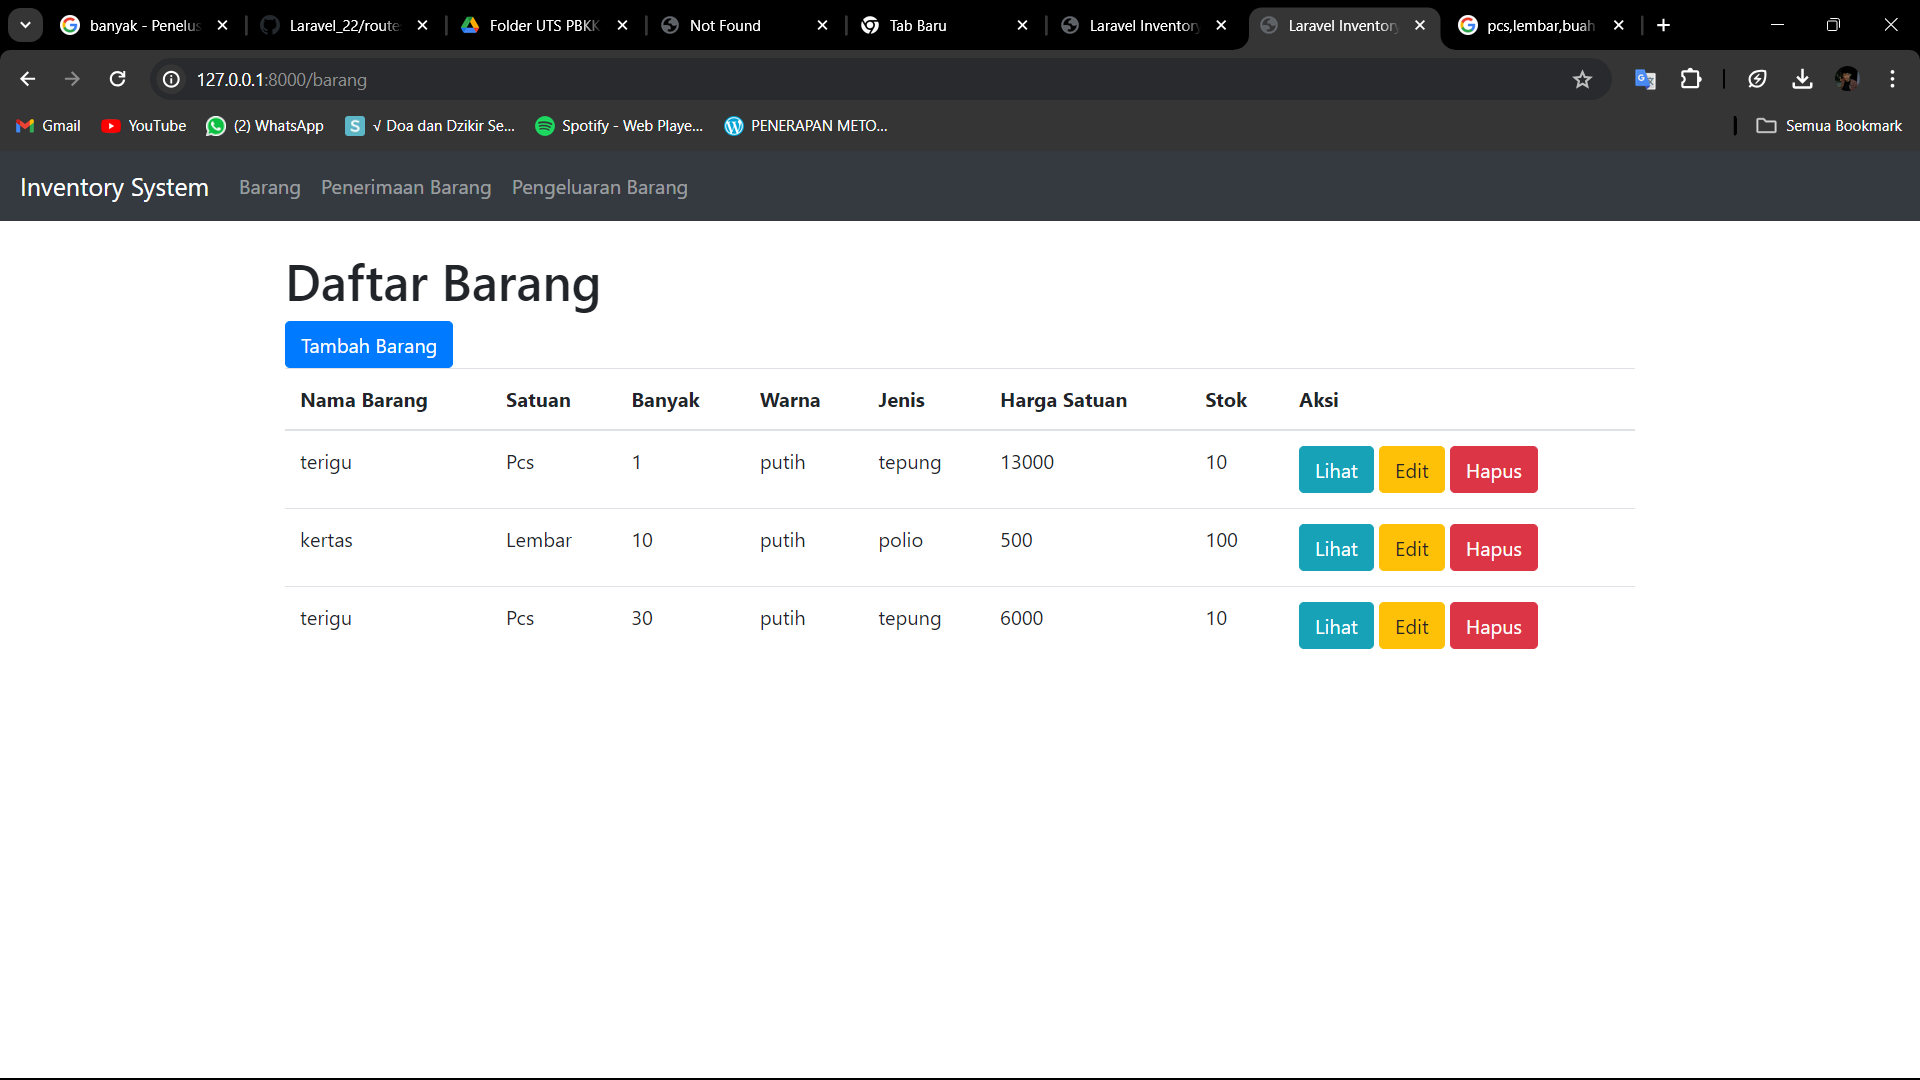 banyak - Penelus
Laravel_22/route
Folder UTS PBKK
Not Found
Tab Baru
Laravel Inventory
Laravel Inventory
pcs,lembar,buah
127.0.0.1:8000/barang
Gmail
YouTube
(2) WhatsApp
S
√ Doa dan Dzikir Se...
Spotify - Web Playe...
PENERAPAN METO...
Semua Bookmark
Inventory System Barang Penerimaan Barang Pengeluaran Barang
Daftar Barang
Tambah Barang
Nama Barang Satuan Banyak Warna Jenis Harga Satuan Stok Aksi
terigu Pcs 1 putih tepung 13000 10 Lihat Edit Hapus
kertas Lembar 10 putih polio 500 100 Lihat Edit Hapus
terigu Pcs 30 putih tepung 6000 10 Lihat Edit Hapus